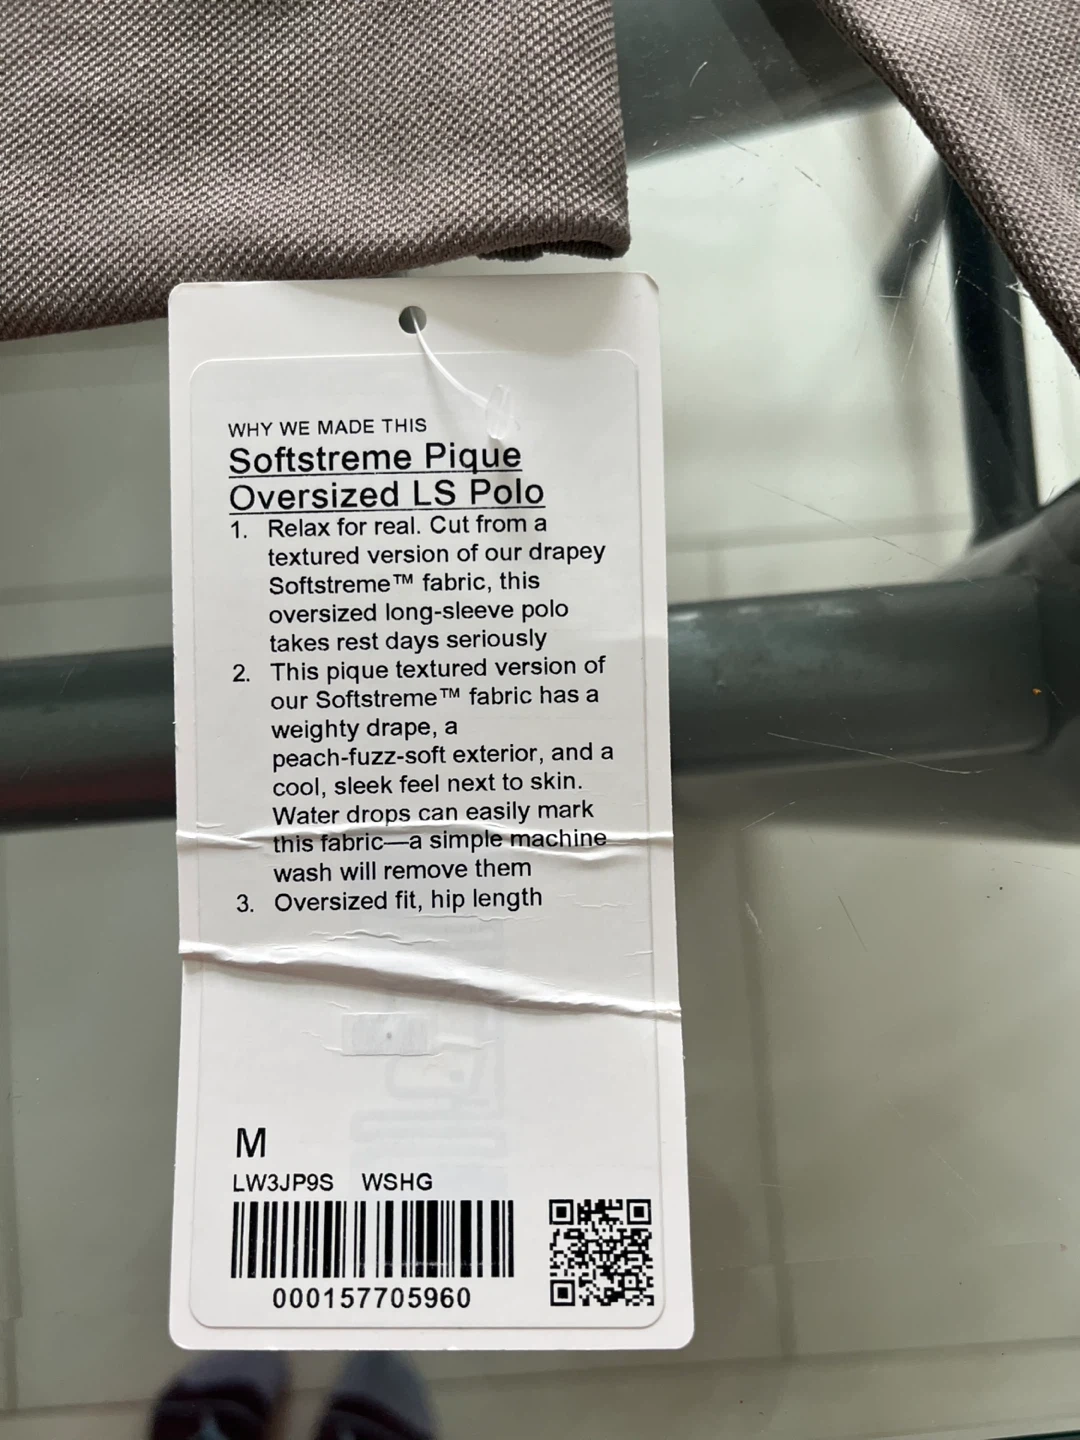 WHY WE MADE THIS
Softstreme Pique
Oversized LS Polo
1. Relax for real. Cut from a
textured version of our drapey
Softstreme™ fabric, this
oversized long-sleeve polo
takes rest days seriously
2. This pique textured version of
our Softstreme™ fabric has a
weighty drape, a
peach-fuzz-soft exterior, and a
cool, sleek feel next to skin.
Water drops can easily mark
this fabric—a simple machine
wash will remove them
3. Oversized fit, hip length
M
LW3JP9S WSHG
000157705960